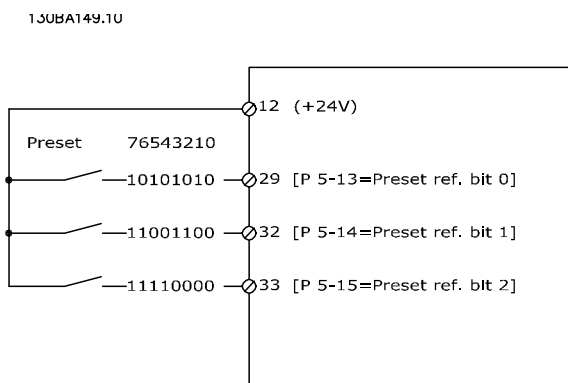 130BA149.10
12 (+24V)
Preset 76543210
10101010 29 [P 5-13=Preset ref. bit 0]
11001100 32 [P 5-14=Preset ref. bit 1]
11110000 33 [P 5-15=Preset ref. bit 2]